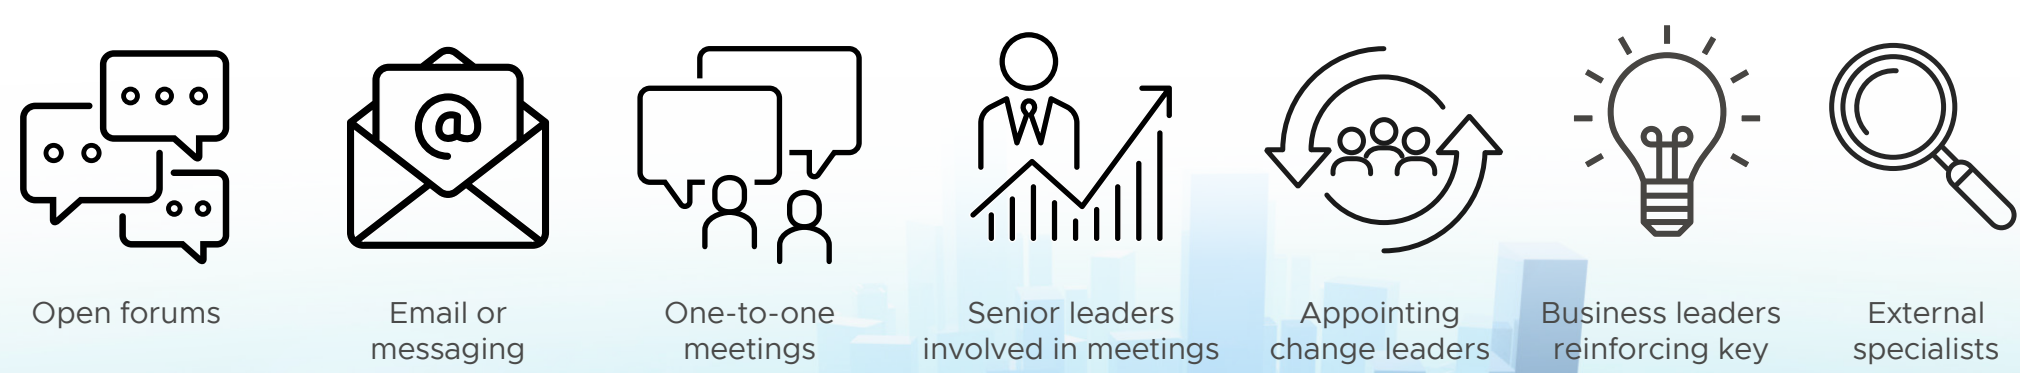 @
Open forums
Email or
messaging
One-to-one
meetings
Senior leaders
involved in meetings
Appointing
change leaders
Business leaders
reinforcing key
External
specialists